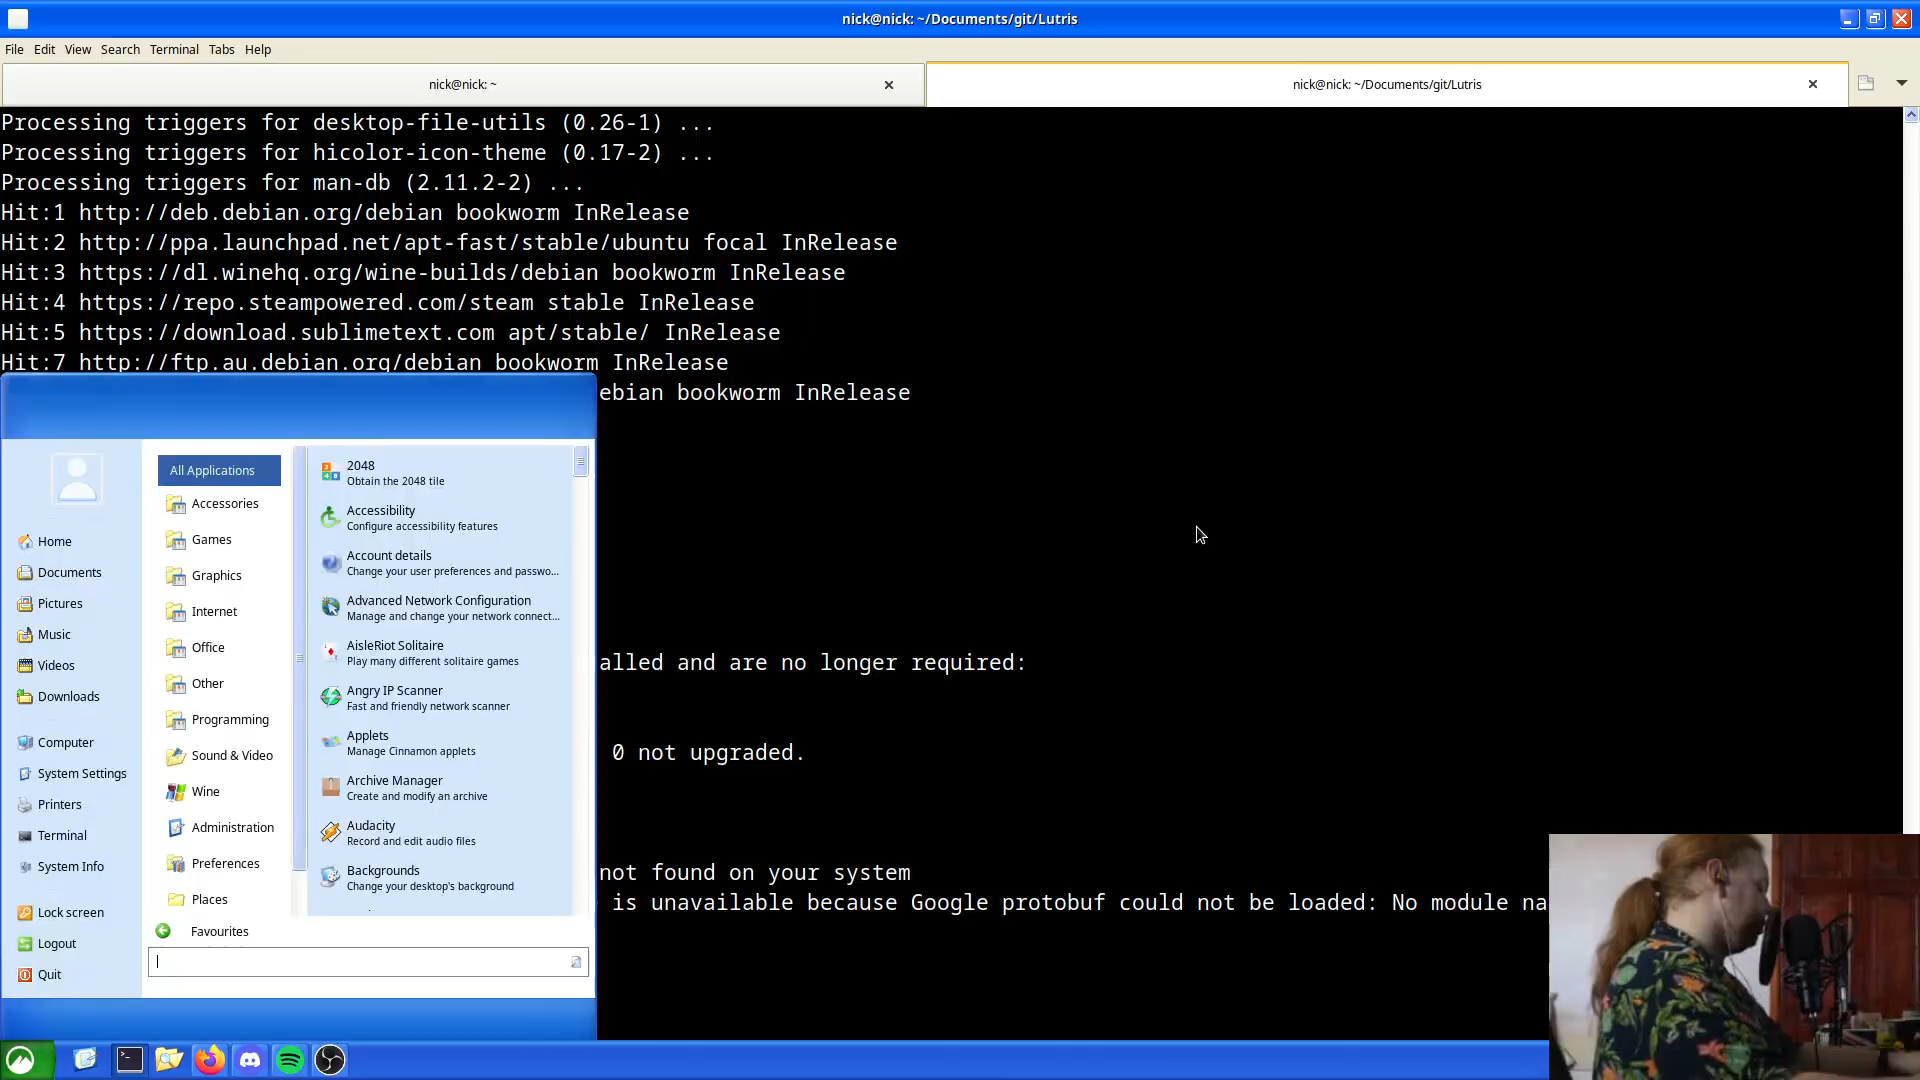 nick@nick: ~/Documents/git/Lutris
File Edit View Search Terminal Tabs Help
nick@nick: ~
nick@nick: ~/Documents/git/Lutris
Processing triggers for desktop-file-utils (0.26-1) ...
Processing triggers for hicolor-icon-theme (0.17-2) ...
Processing triggers for man-db (2.11.2-2) ...
Hit:1 http://deb.debian.org/debian bookworm InRelease
Hit:2 http://ppa.launchpad.net/apt-fast/stable/ubuntu focal InRelease
Hit:3 https://dl.winehq.org/wine-builds/debian bookworm InRelease
Hit:4 https://repo.steampowered.com/steam stable InRelease
Hit:5 https://download.sublimetext.com apt/stable/ InRelease
Hit:7 http://ftp.au.debian.org/debian bookworm InRelease
ebian bookworm InRelease
alled and are no longer required:
0 not upgraded.
not found on your system
is unavailable because Google protobuf could not be loaded: No module na
Home
Documents
Pictures
Music
Videos
Downloads
Computer
System Settings
Printers
Terminal
System Info
Lock screen
Logout
Quit
All Applications
Accessories
Games
Graphics
Internet
Office
Other
Programming
Sound & Video
Wine
Administration
Preferences
Places
Favourites
2048
Obtain the 2048 tile
Accessibility
Configure accessibility features
Account details
Change your user preferences and passwo...
Advanced Network Configuration
Manage and change your network connect...
AisleRiot Solitaire
Play many different solitaire games
Angry IP Scanner
Fast and friendly network scanner
Applets
Manage Cinnamon applets
Archive Manager
Create and modify an archive
Audacity
Record and edit audio files
Backgrounds
Change your desktop's background